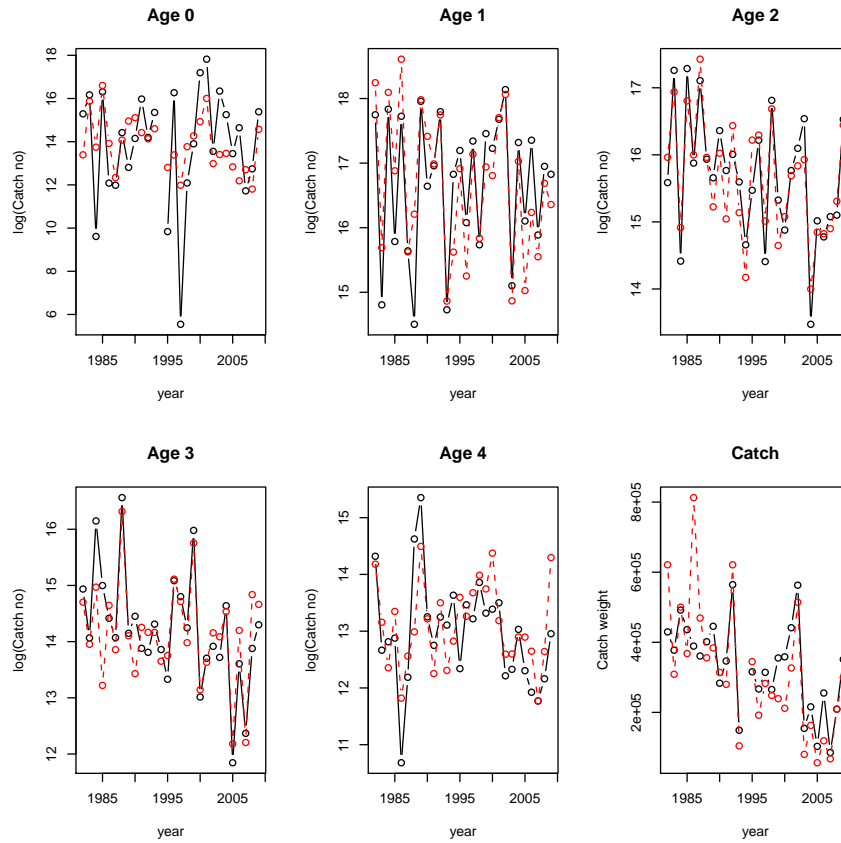 Age 0
Age 1
Age 2
log(Catch no)
6 8 10 12 14 16 18
1985 1995 2005
year
log(Catch no)
15 16 17 18
1985 1995 2005
year
log(Catch no)
14 15 16 17
1985 1995 2005
year
Age 3
Age 4
Catch
log(Catch no)
12 13 14 15 16
1985 1995 2005
year
log(Catch no)
11 12 13 14 15
1985 1995 2005
year
Catch weight
2e+05 4e+05 6e+05 8e+05
1985 1995 2005
year